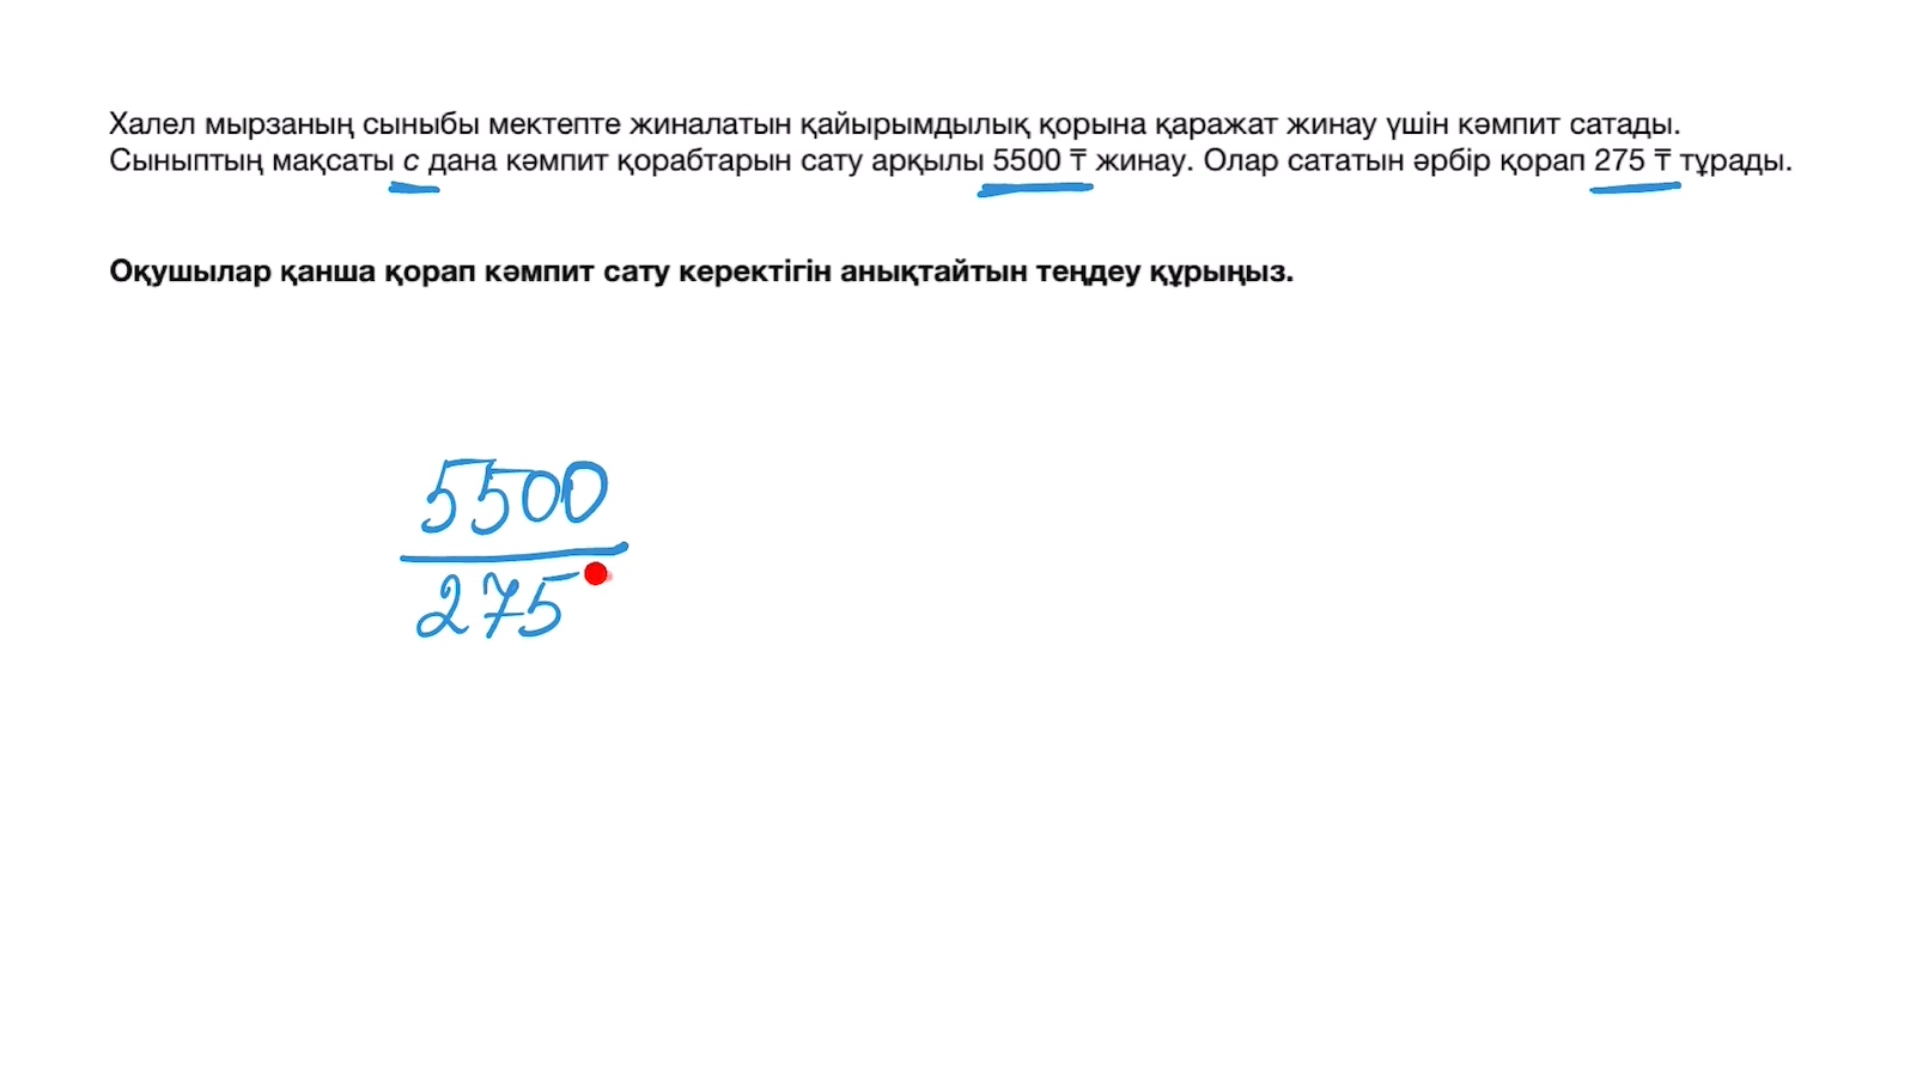 Халел мырзаның сыныбы мектепте жиналатын қайырымдылық қорына қаражат жинау үшін кәмпит сатады.
Сыныптың мақсаты c дана кәмпит қорабтарын сату арқылы 5500 ₸ жинау. Олар сататын әрбір қорап 275 ₸ тұрады.
Оқушылар қанша қорап кәмпит сату керектігін анықтайтын теңдеу құрыңыз.
5500
275